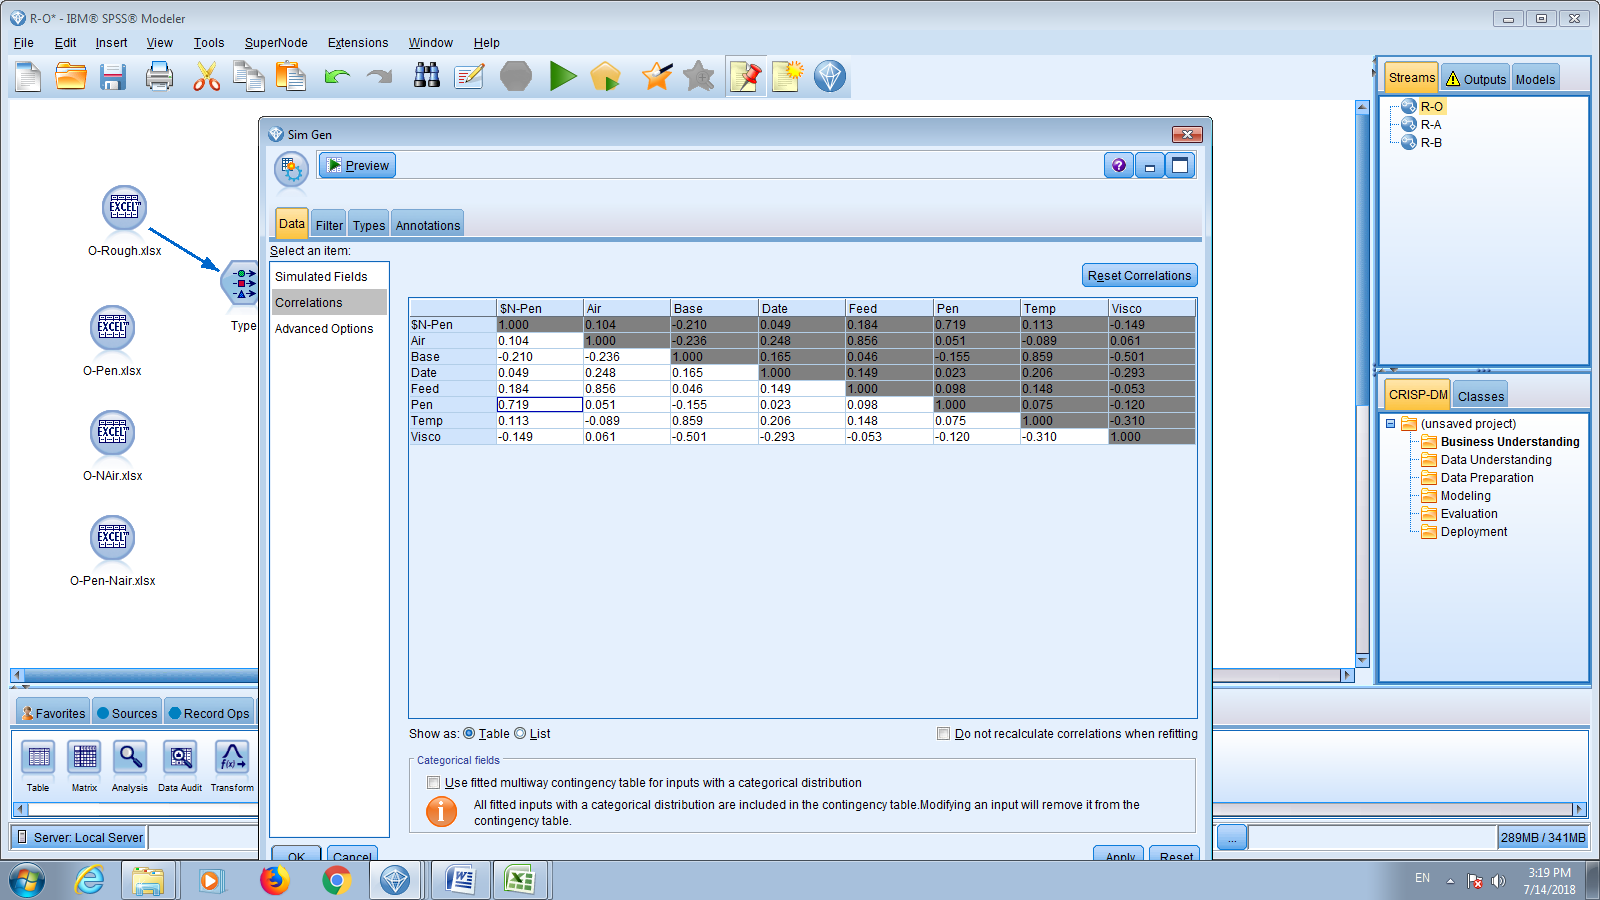 R-O* - IBM® SPSS® Modeler
File Edit Insert View Tools SuperNode Extensions Window Help
Streams Outputs Models
R-O
R-A
R-B
EXCEL
O-Rough.xlsx
Type
EXCEL
O-Pen.xlsx
EXCEL
O-NAir.xlsx
EXCEL
O-Pen-Nair.xlsx
Sim Gen
Preview
Data Filter Types Annotations
Select an item:
Simulated Fields
Correlations
Advanced Options
Reset Correlations
$N-Pen Air Base Date Feed Pen Temp Visco
$N-Pen 1.000 0.104 -0.210 0.049 0.184 0.719 0.113 -0.149
Air 0.104 1.000 -0.236 0.248 0.856 0.051 -0.089 0.061
Base -0.210 -0.236 1.000 0.165 0.046 -0.155 0.859 -0.501
Date 0.049 0.248 0.165 1.000 0.149 0.023 0.206 -0.293
Feed 0.184 0.856 0.046 0.149 1.000 0.098 0.148 -0.053
Pen 0.719 0.051 -0.155 0.023 0.098 1.000 0.075 -0.120
Temp 0.113 -0.089 0.859 0.206 0.148 0.075 1.000 -0.310
Visco -0.149 0.061 -0.501 -0.293 -0.053 -0.120 -0.310 1.000
Show as: Table List
Do not recalculate correlations when refitting
Categorical fields
Use fitted multiway contingency table for inputs with a categorical distribution
All fitted inputs with a categorical distribution are included in the contingency table.Modifying an input will remove it from the
contingency table.
OK Cancel Apply Reset
CRISP-DM Classes
(unsaved project)
Business Understanding
Data Understanding
Data Preparation
Modeling
Evaluation
Deployment
Favorites Sources Record Ops
f(x)
Table Matrix Analysis Data Audit Transform
Server: Local Server
...
289MB / 341MB
EN
3:19 PM
7/14/2018